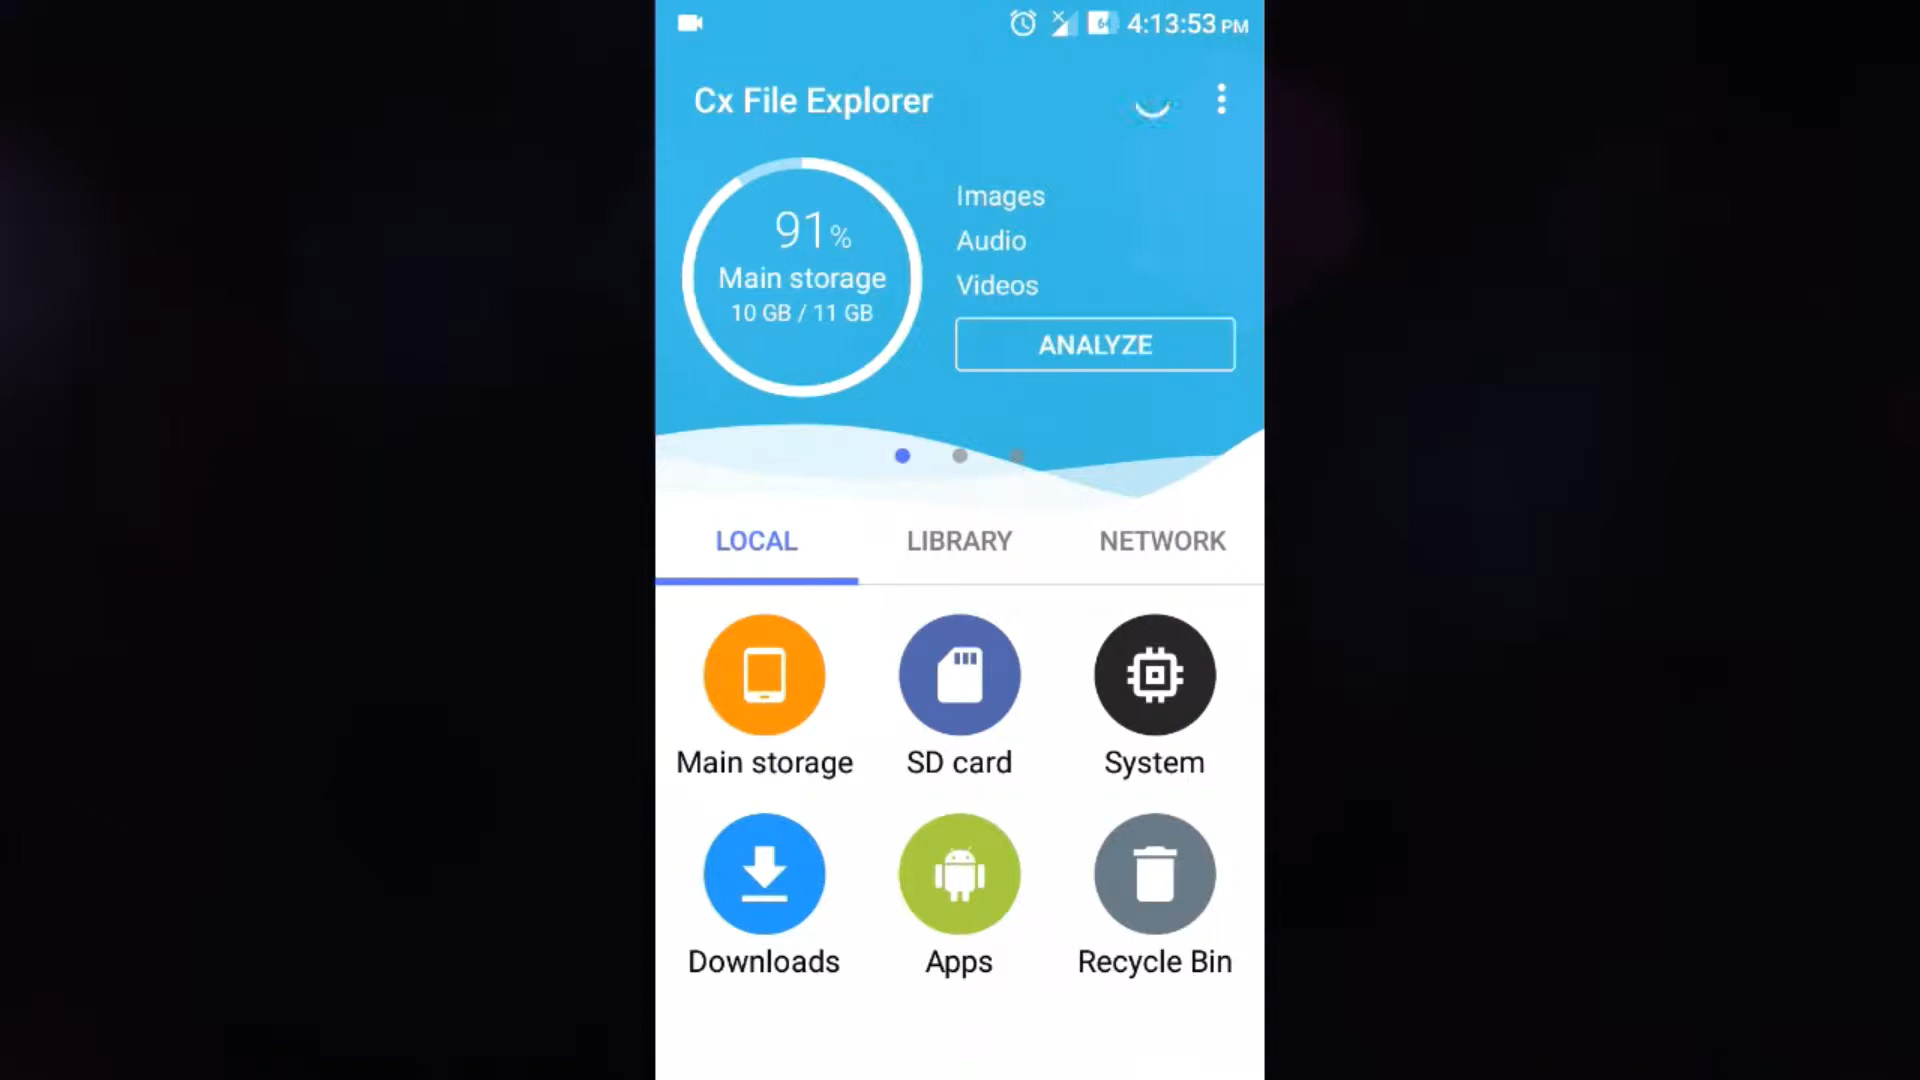 4:13:53 PM
Cx File Explorer
91%
Main storage
10 GB / 11 GB
Images
Audio
Videos
ANALYZE
LOCAL
LIBRARY
NETWORK
Main storage
SD card
System
Downloads
Apps
Recycle Bin